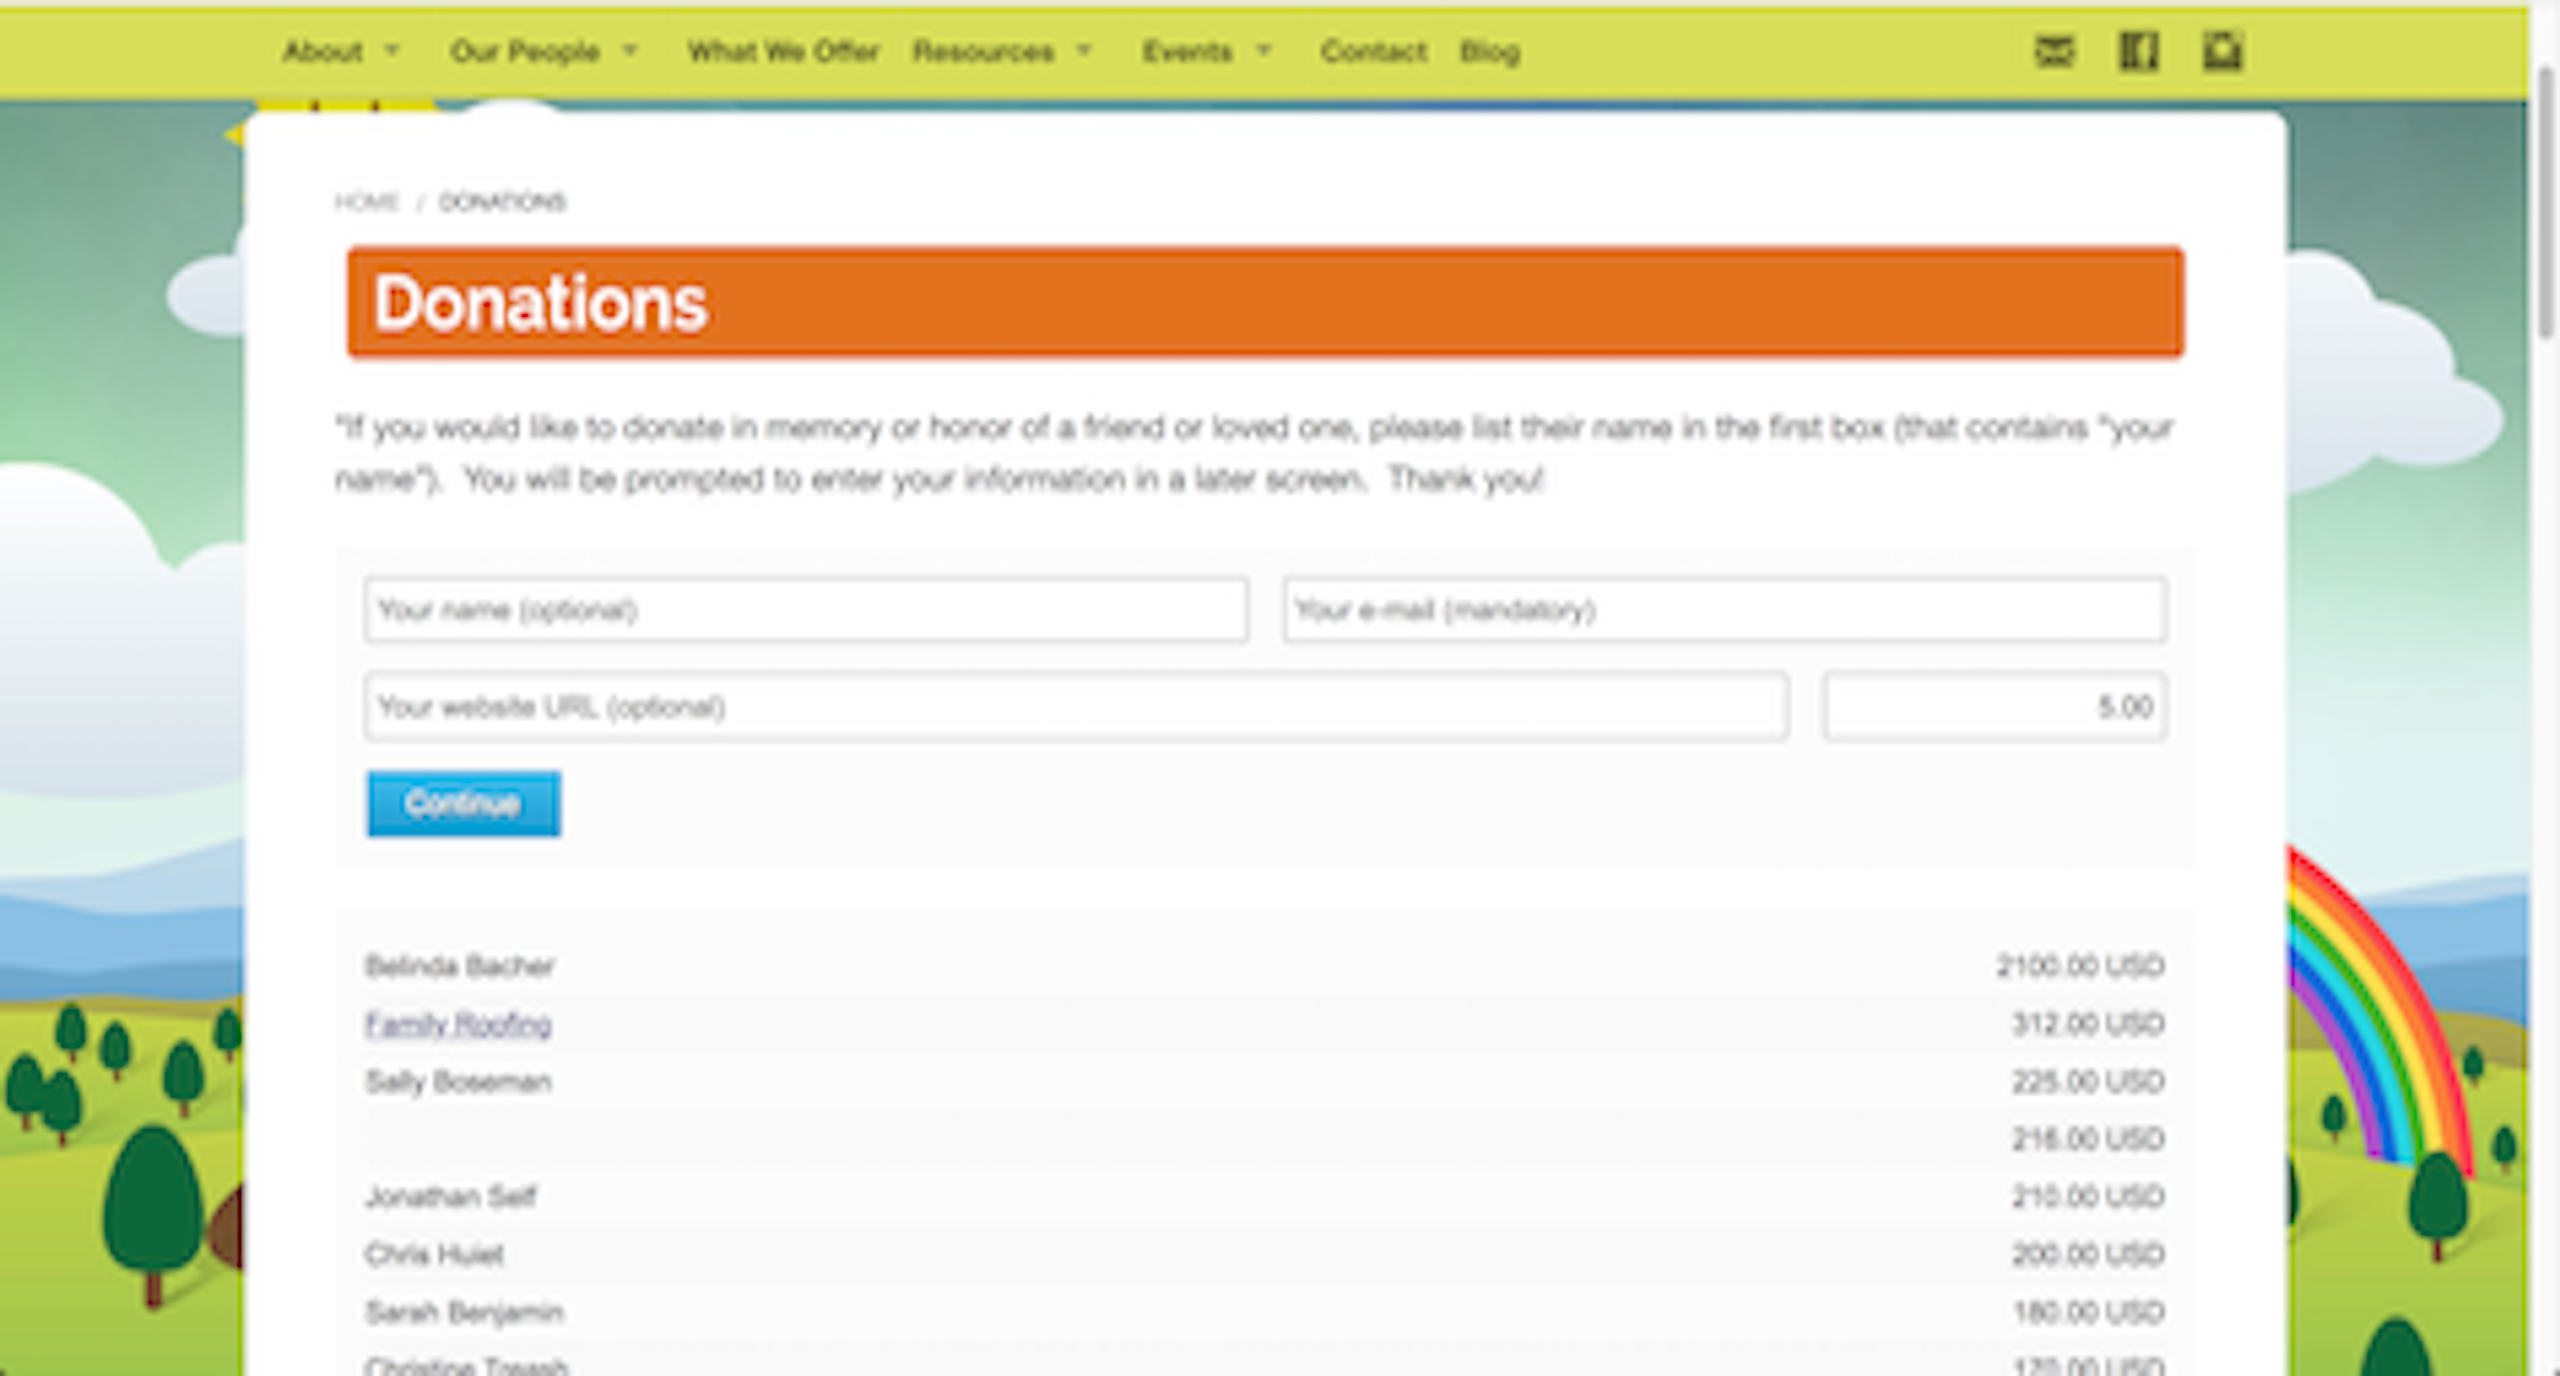 About Our People What We Offer Resources Events Contact Blog
HOME / DONATIONS
Donations
*If you would like to donate in memory or honor of a friend or loved one, please list their name in the first box (that contains "your
name").  You will be prompted to enter your information in a later screen.  Thank you!
Your name (optional) Your e-mail (mandatory)
Your website URL (optional) 5.00
Continue
Belinda Bacher 2100.00 USD
Family Roofing 312.00 USD
Sally Boseman 225.00 USD
216.00 USD
Jonathan Self 210.00 USD
Chris Huiet 200.00 USD
Sarah Benjamin 180.00 USD
Christine 170.00 USD